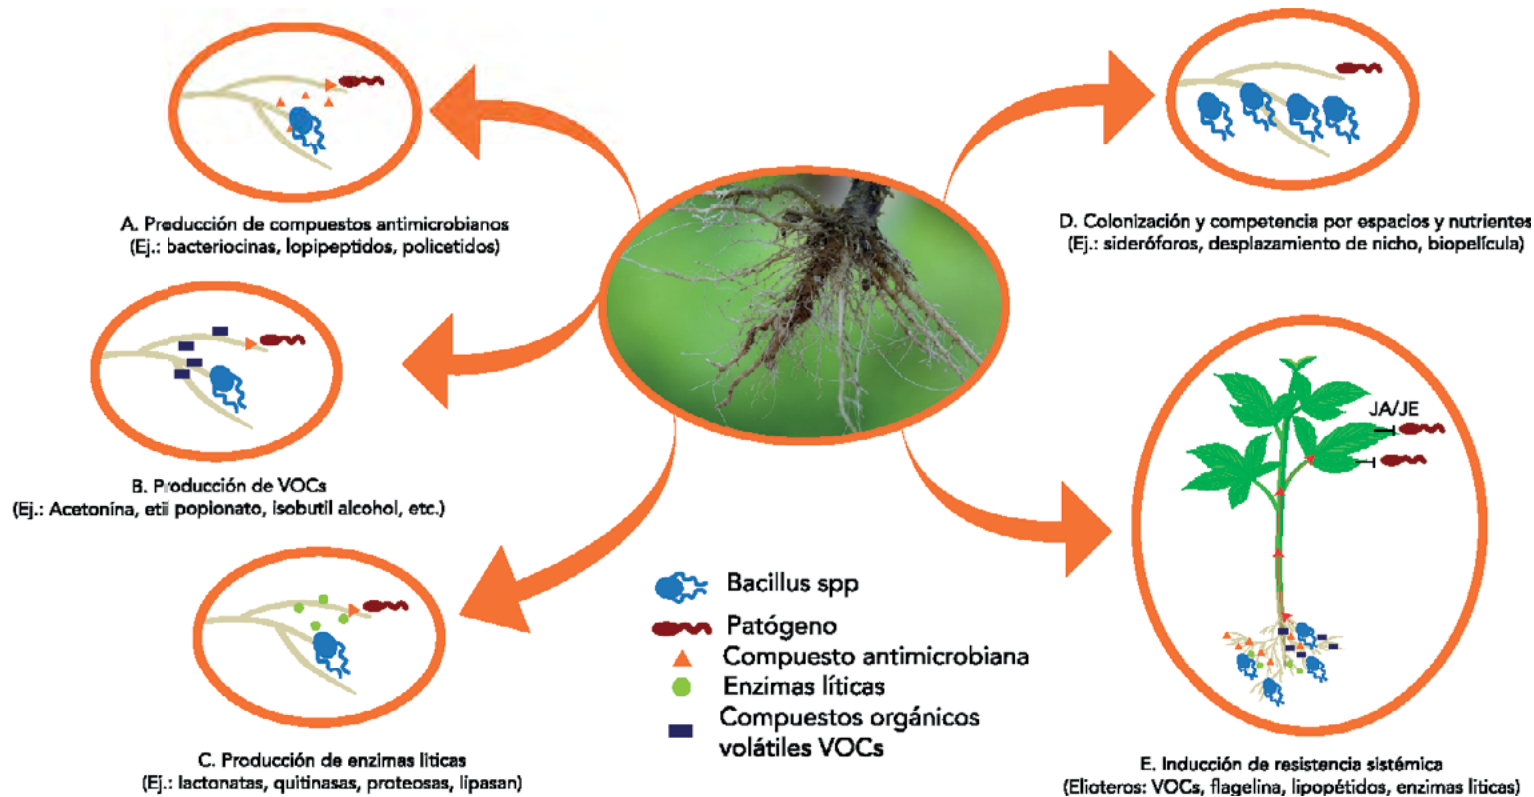 A. Producción de compuestos antimicrobianos
(Ej.: bacteriocinas, lopipeptidos, policetidos)
B. Producción de VOCs
(Ej.: Acetonína, etil popionato, isobutil alcohol, etc.)
C. Producción de enzimas líticas
(Ej.: lactonatas, quitinasas, proteosas, lipasan)
Bacillus spp
Patógeno
Compuesto antimicrobiana
Enzimas líticas
Compuestos orgánicos
volátiles VOCs
D. Colonización y competencia por espacios y nutrientes
(Ej.: sideróforos, desplazamiento de nicho, biopelícula)
JA/JE
E. Inducción de resistencia sistémica
(Elioteros: VOCs, flagelina, lipopétidos, enzimas líticas)